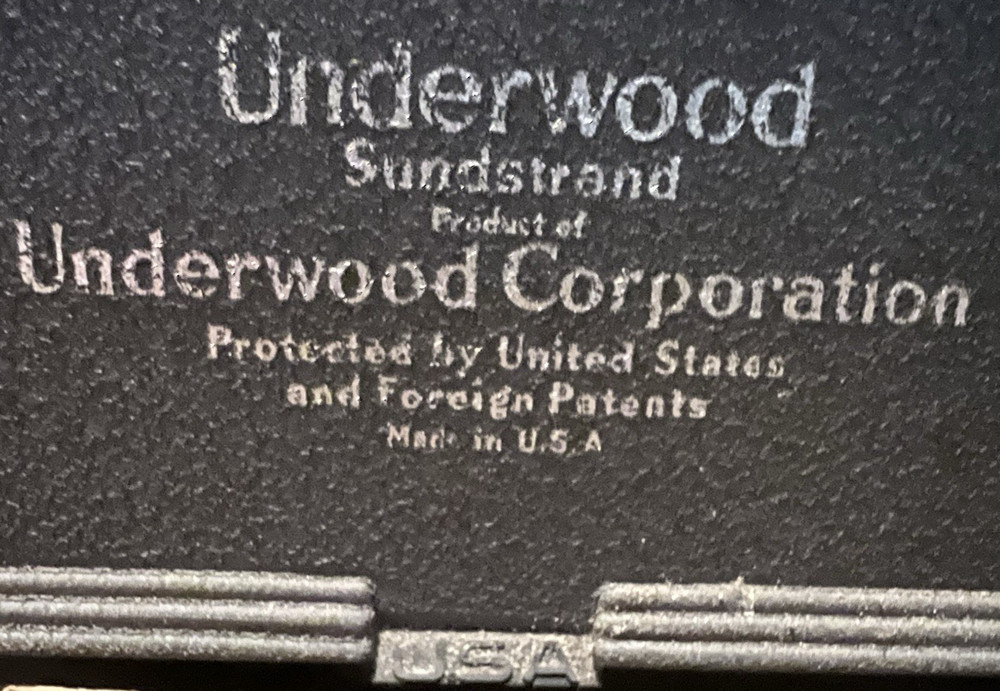 Underwood
Sundstrand
Product of
Underwood Corporation
Protected by United States
and Foreign Patents
Made in U.S.A
USA